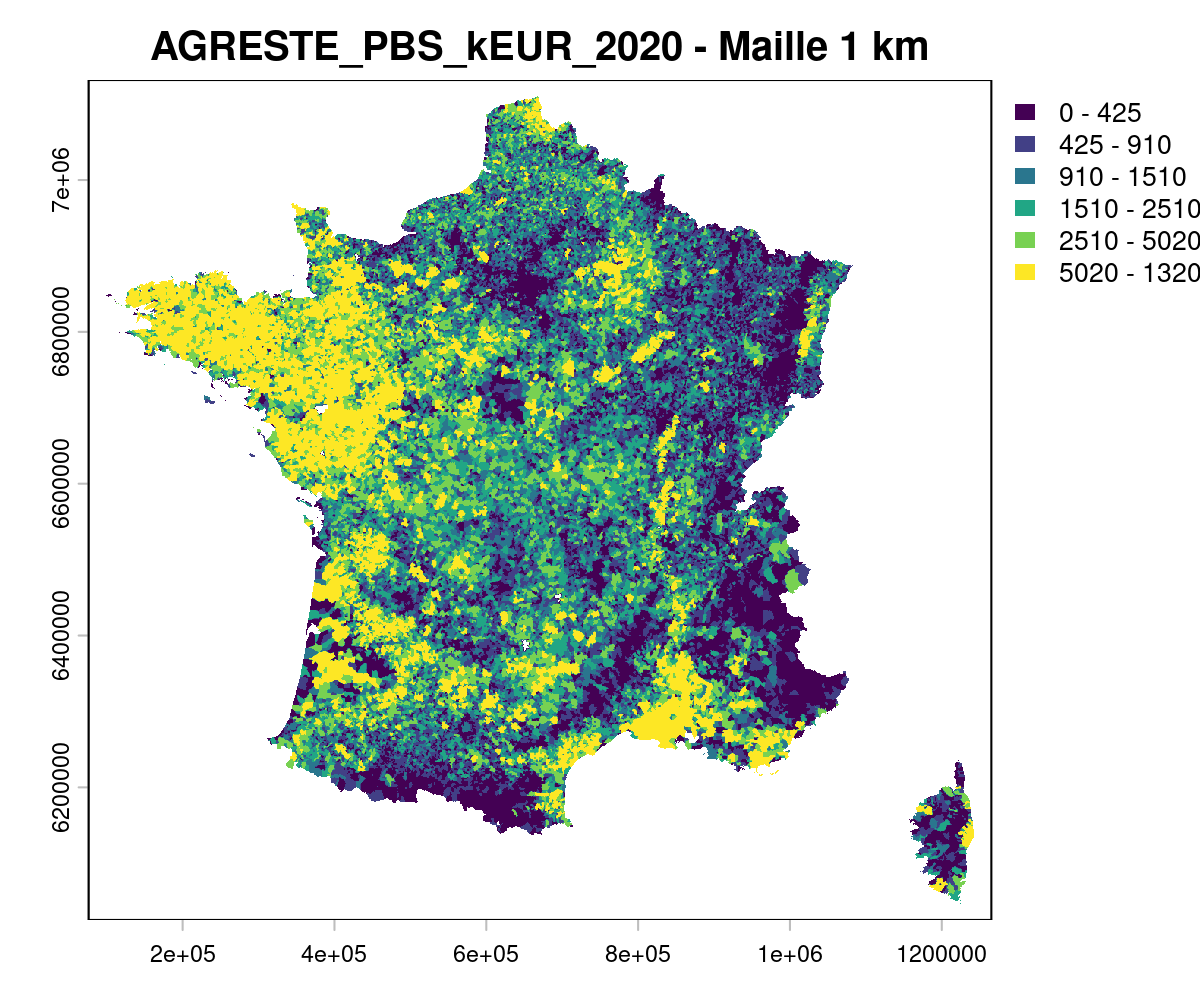 AGRESTE_PBS_kEUR_2020 - Maille 1 km
0 - 425
425 - 910
910 - 1510
1510 - 2510
2510 - 5020
5020 - 1320
7e+06
6800000
6600000
6400000
6200000
2e+05
4e+05
6e+05
8e+05
1e+06
1200000